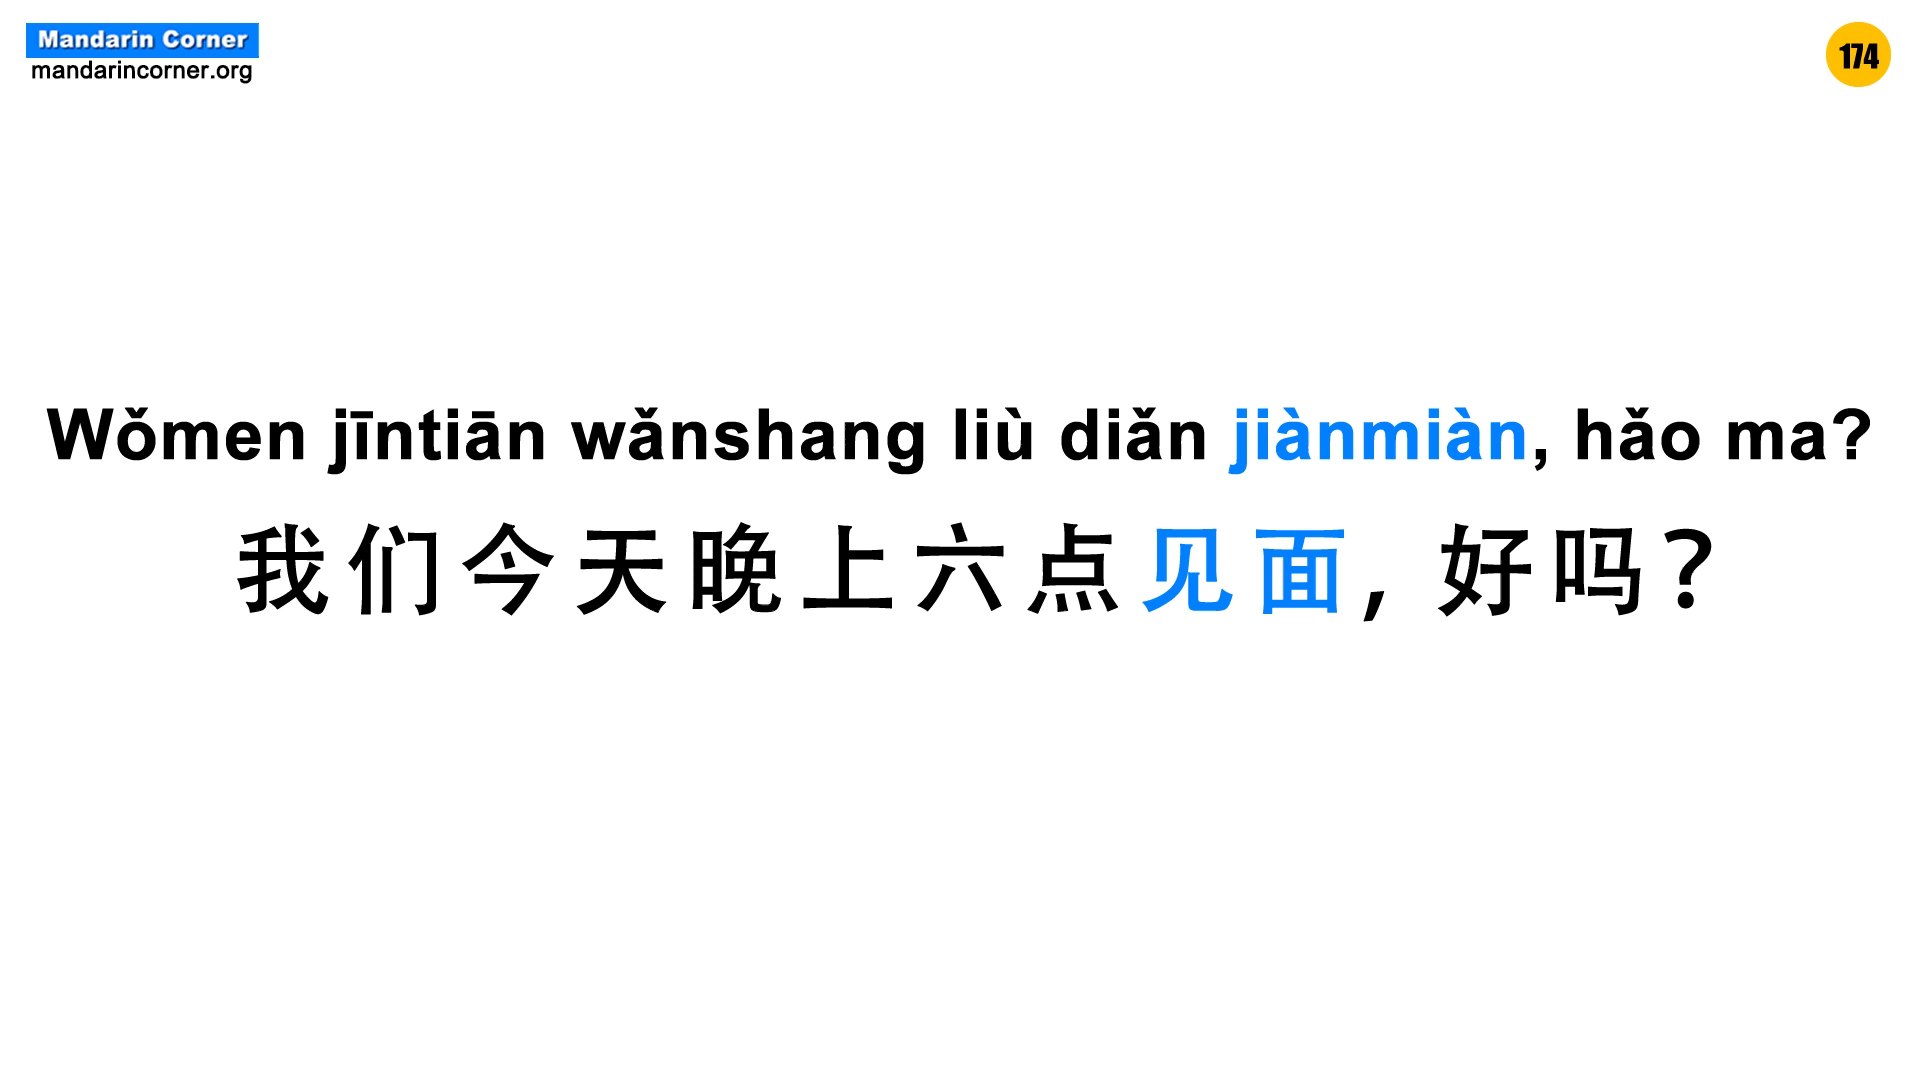 Mandarin Corner
mandarincorner.org
174
Wǒmen jīntiān wǎnshang liù diǎn jiànmiàn, hǎo ma?
我们今天晚上六点见面, 好吗?